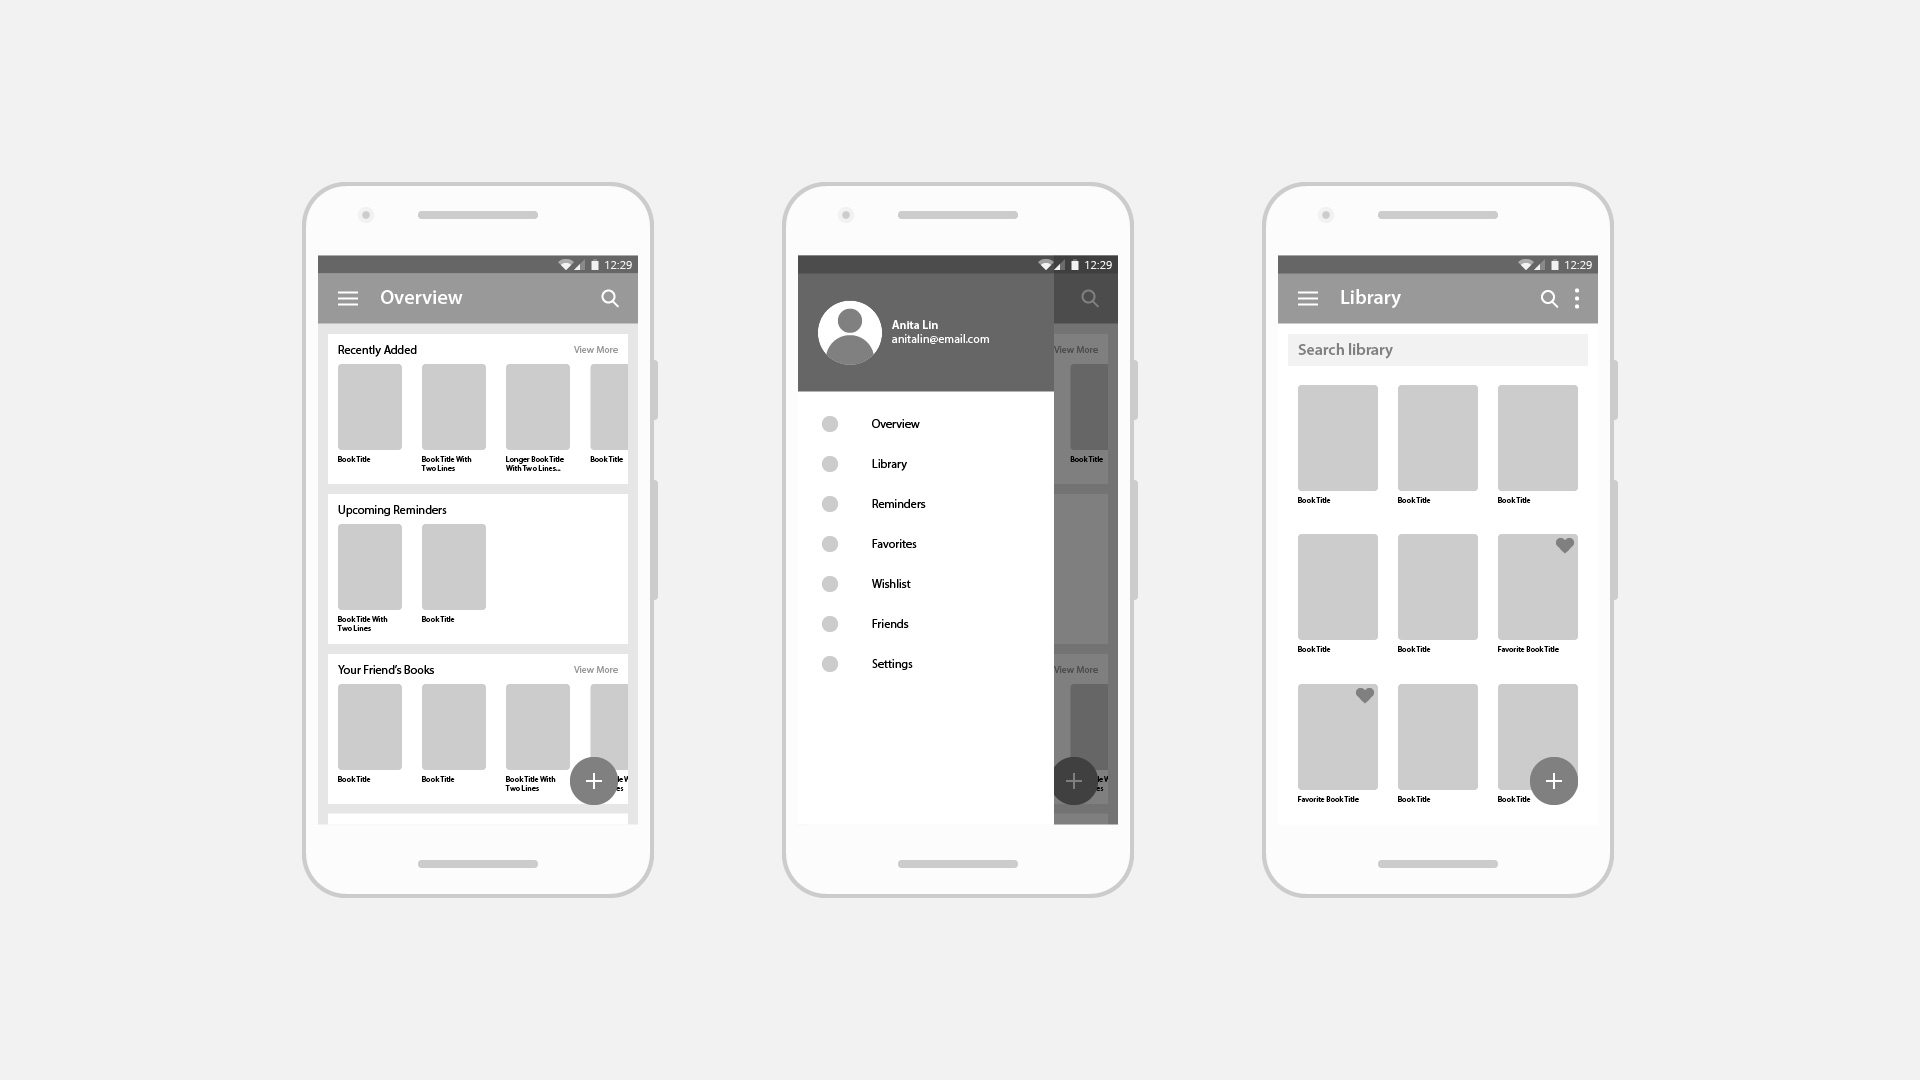 12:29
Overview
Recently Added
View More
Book Title
Book Title With
Two Lines
Longer Book Title
With Two Lines...
Book Title
Upcoming Reminders
Book Title With
Two Lines
Book Title
Your Friend's Books
View More
Book Title
Book Title
Book Title With
Two Lines
le W
es
12:29
Anita Lin
anitalin@email.com
Overview
Library
Reminders
Favorites
Wishlist
Friends
Settings
View More
Book Title
View More
le W
es
12:29
Library
Search library
Book Title
Book Title
Book Title
Book Title
Book Title
Favorite Book Title
Favorite Book Title
Book Title
Book Title